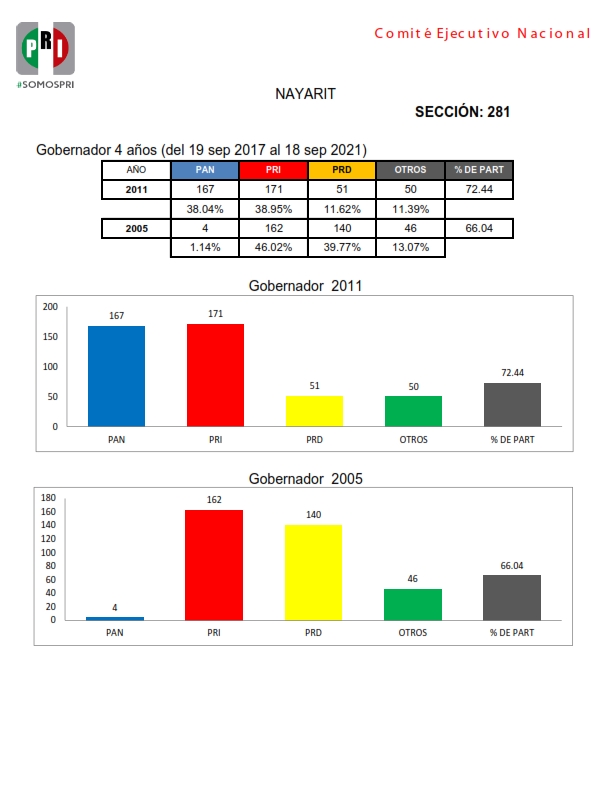 Comité Ejecutivo Nacional
PRI
#SOMOSPRI
NAYARIT
SECCIÓN: 281
Gobernador 4 años (del 19 sep 2017 al 18 sep 2021)
AÑO PAN PRI PRD OTROS % DE PART
2011 167 171 51 50 72.44
38.04% 38.95% 11.62% 11.39%
2005 4 162 140 46 66.04
1.14% 46.02% 39.77% 13.07%
Gobernador 2011
200
150
100
50
0
167
171
51
50
72.44
PAN PRI PRD OTROS % DE PART
Gobernador 2005
180
160
140
120
100
80
60
40
20
0
4
162
140
46
66.04
PAN PRI PRD OTROS % DE PART